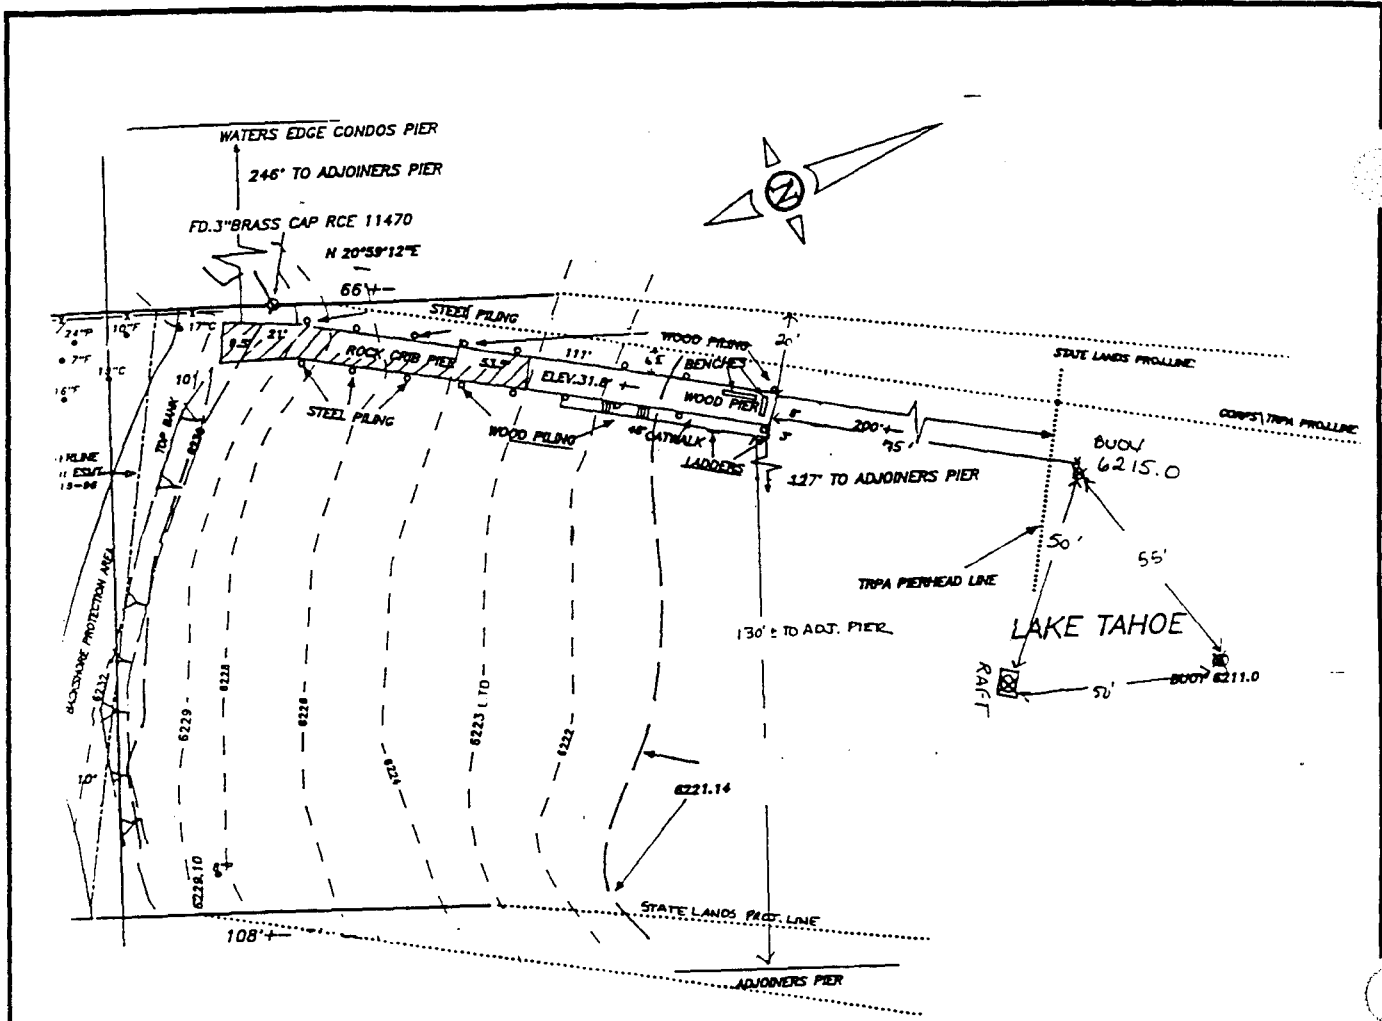 WATERS EDGE CONDOS PIER
246' TO ADJOINERS PIER
FD.3"BRASS CAP RCE 11470
N 20°59'12"E
66'+-
N
STEEL PILING
24"P
10"F
17"C
7"F
16"F
21'
ROCK CRIB PIER
53.9'
111'
WOOD PILING
BENCHES
20'
STATE LANDS PROJ.LINE
ELEV.31.8' +-
WOOD PIER
CORPS\TRPA PROJ.LINE
10'
STEEL PILING
TOP BANK
6230
WOOD PILING
48'
CATWALK
LADDERS
8'
3'
200'+-
75'
BUOY
6215.0
127' TO ADJOINERS PIER
50'
55'
TRPA PIERHEAD LINE
LAKE TAHOE
130' ± TO ADJ. PIER
BACKSHORE PROTECTION AREA
RAFT
50'
BUOY 6211.0
6232
6229
6228
6226
6224
6223 LTD
6222
6221.14
10"
6229.10
STATE LANDS PROJ. LINE
108'+-
ADJOINERS PIER